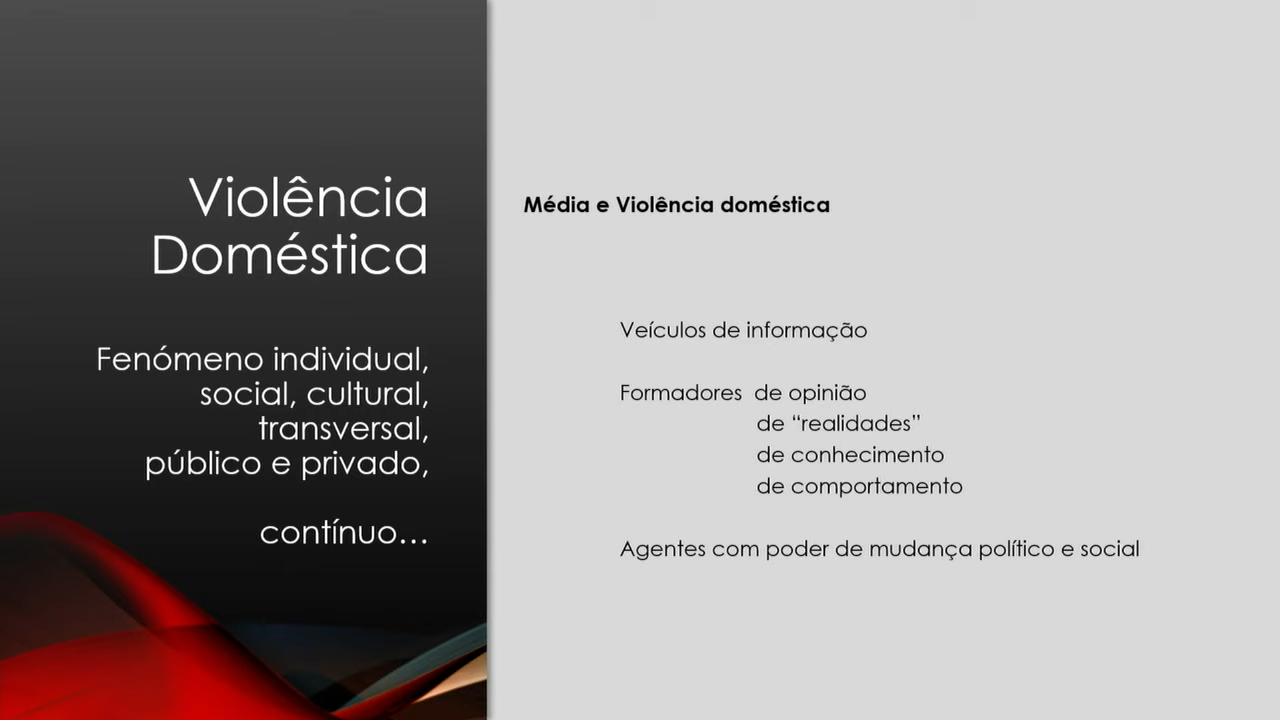 Violência
Doméstica
Fenómeno individual,
social, cultural,
transversal,
público e privado,
contínuo...
Média e Violência doméstica
Veículos de informação
Formadores de opinião
de “realidades”
de conhecimento
de comportamento
Agentes com poder de mudança político e social